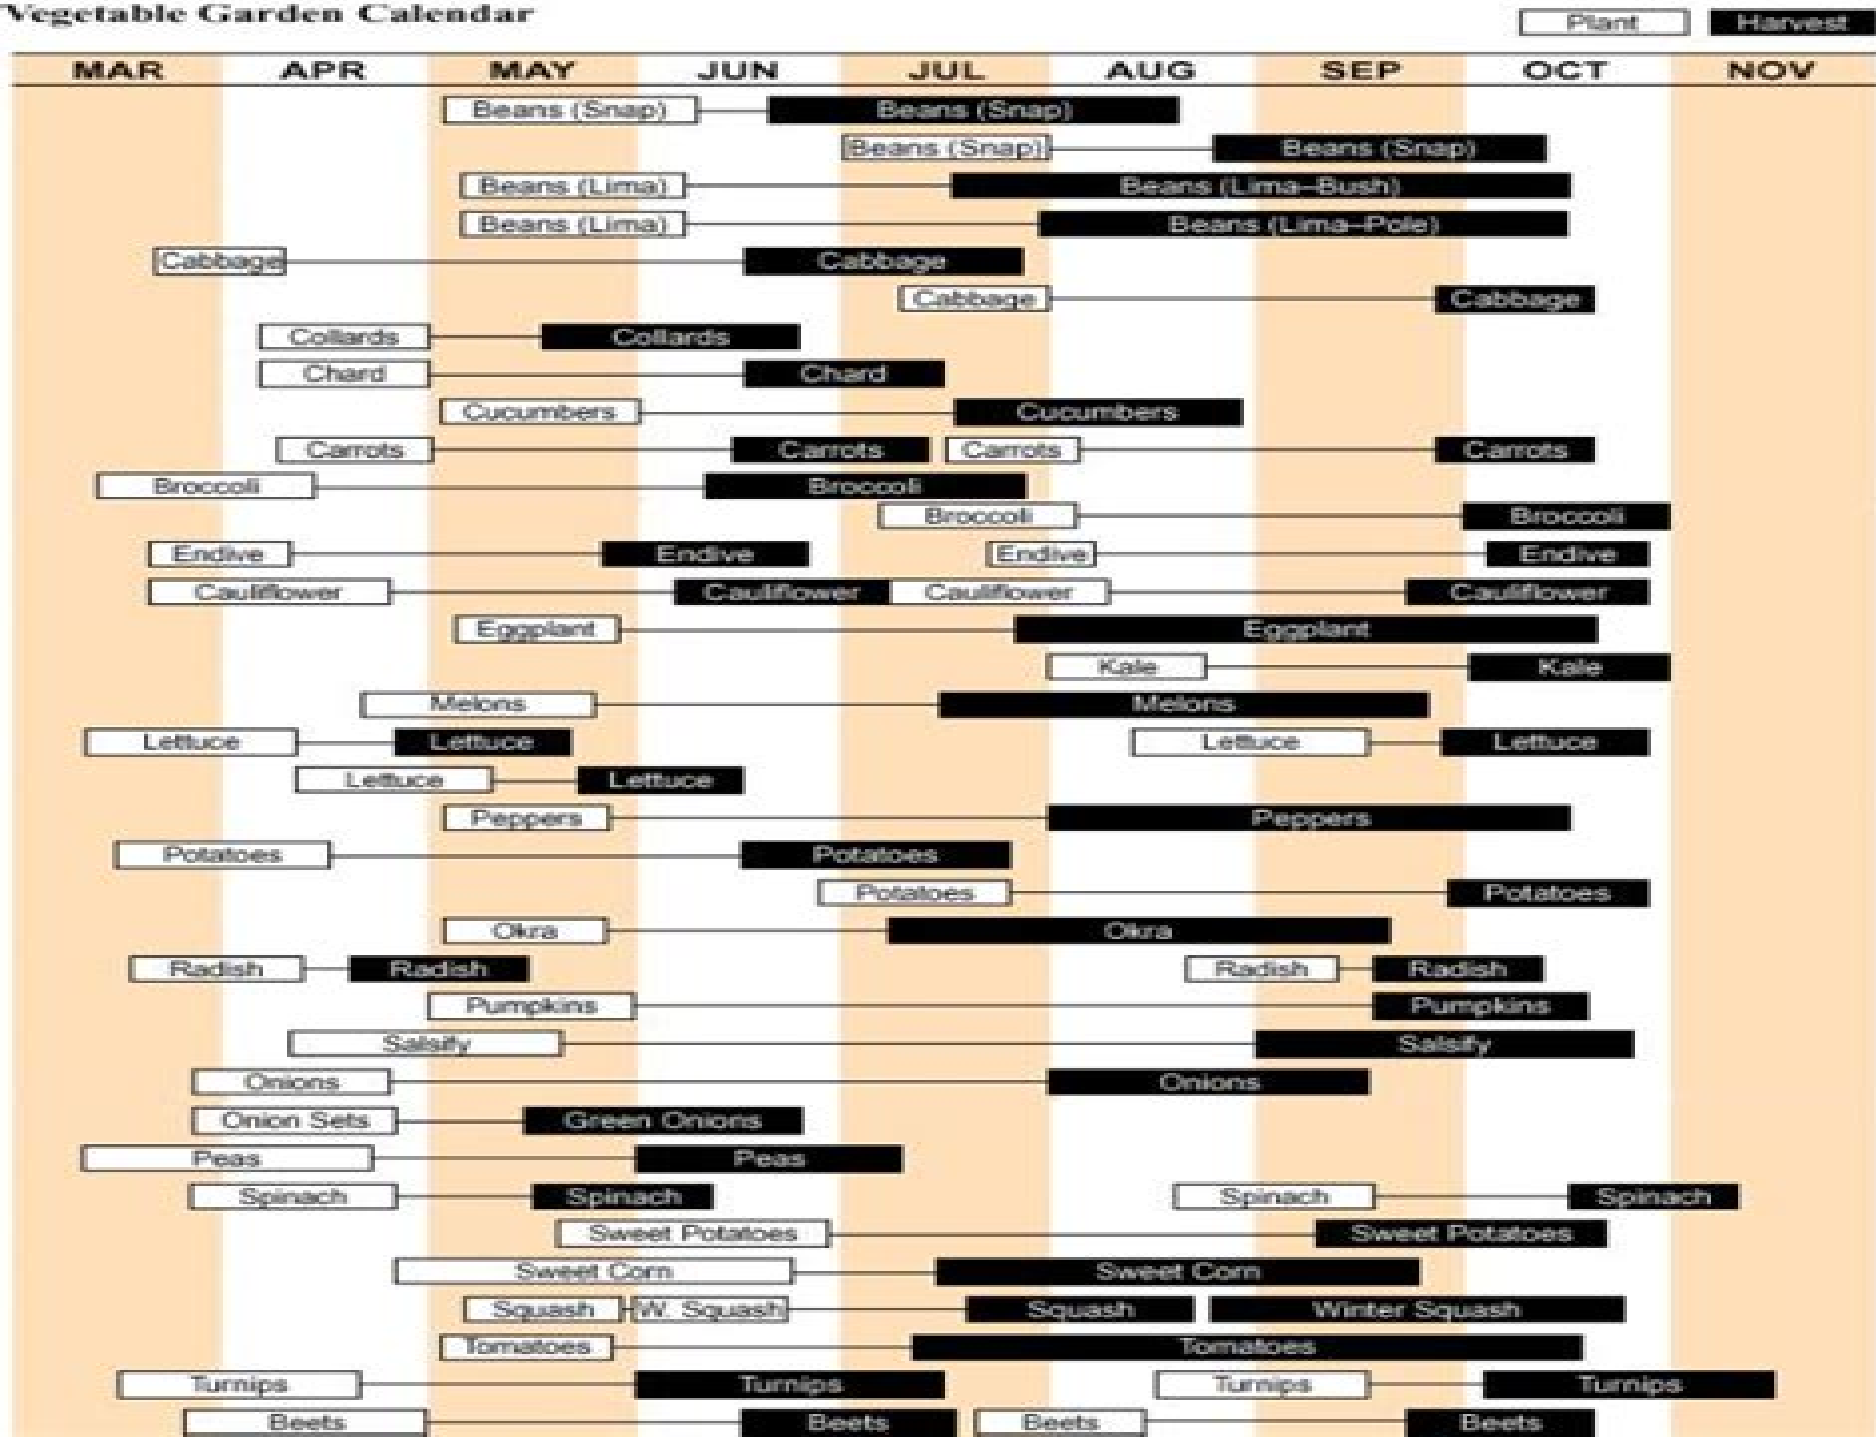 Vegetable Garden Calendar
Plant Harvest
MAR APR MAY JUN JUL AUG SEP OCT NOV
Beans (Snap) Beans (Snap)
Beans (Snap) Beans (Snap)
Beans (Lima) Beans (Lima–Bush)
Beans (Lima) Beans (Lima–Pole)
Cabbage Cabbage
Cabbage Cabbage
Collards Collards
Chard Chard
Cucumbers Cucumbers
Carrots Carrots Carrots Carrots
Broccoli Broccoli
Broccoli Broccoli
Endive Endive Endive Endive
Cauliflower Cauliflower Cauliflower Cauliflower
Eggplant Eggplant
Kale Kale
Melons Melons
Lettuce Lettuce Lettuce Lettuce
Lettuce Lettuce
Peppers Peppers
Potatoes Potatoes
Potatoes Potatoes
Okra Okra
Radish Radish Radish Radish
Pumpkins Pumpkins
Salsify Salsify
Onions Onions
Onion Sets Green Onions
Peas Peas
Spinach Spinach Spinach Spinach
Sweet Potatoes Sweet Potatoes
Sweet Corn Sweet Corn
Squash W. Squash Squash Winter Squash
Tomatoes Tomatoes
Turnips Turnips Turnips Turnips
Beets Beets Beets Beets